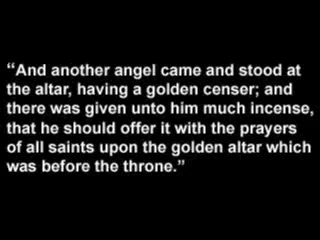 “And another angel came and stood at
the altar, having a golden censer; and
there was given unto him much incense,
that he should offer it with the prayers
of all saints upon the golden altar which
was before the throne.”